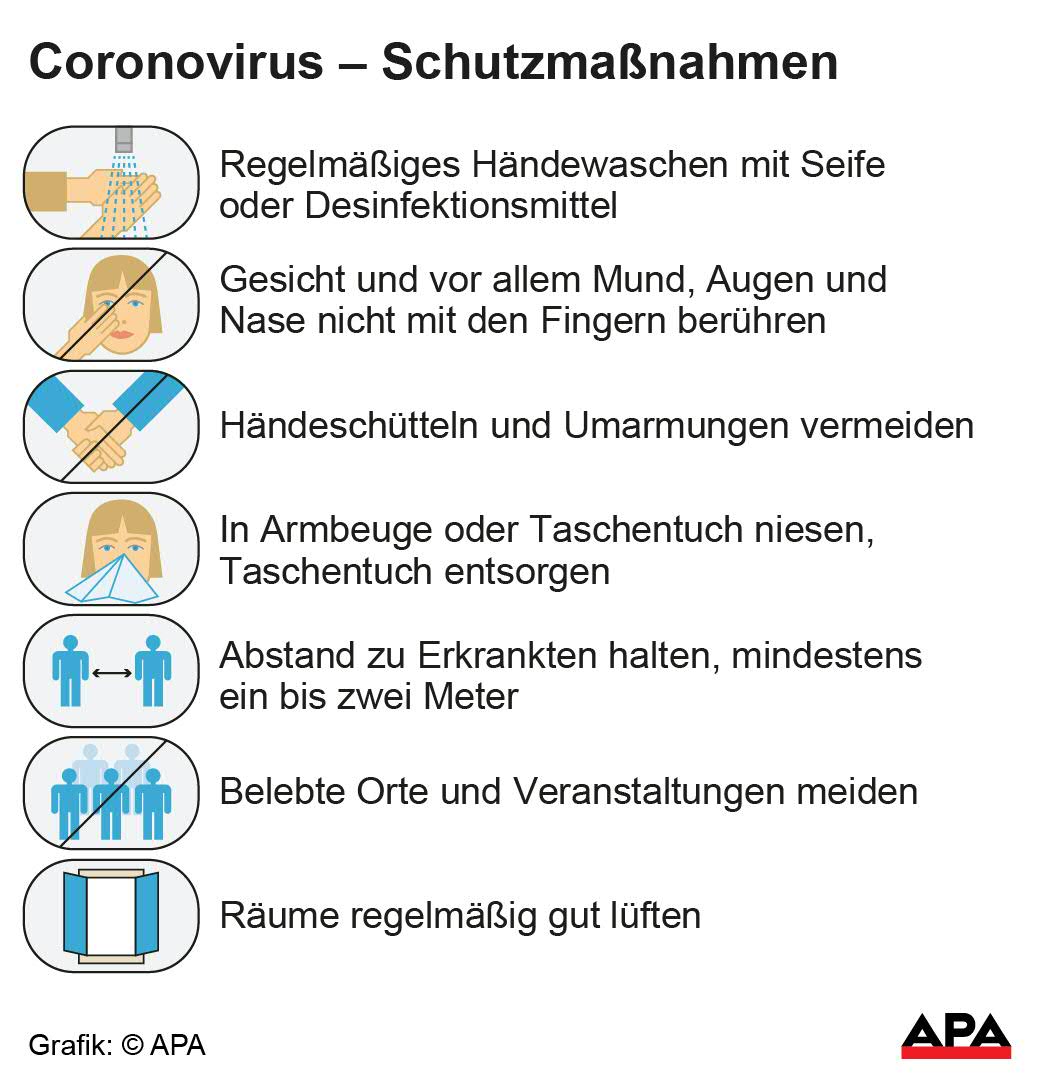 Coronovirus – Schutzmaßnahmen
Regelmäßiges Händewaschen mit Seife
oder Desinfektionsmittel
Gesicht und vor allem Mund, Augen und
Nase nicht mit den Fingern berühren
Händeschütteln und Umarmungen vermeiden
In Armbeuge oder Taschentuch niesen,
Taschentuch entsorgen
Abstand zu Erkrankten halten, mindestens
ein bis zwei Meter
Belebte Orte und Veranstaltungen meiden
Räume regelmäßig gut lüften
Grafik: © APA
APA